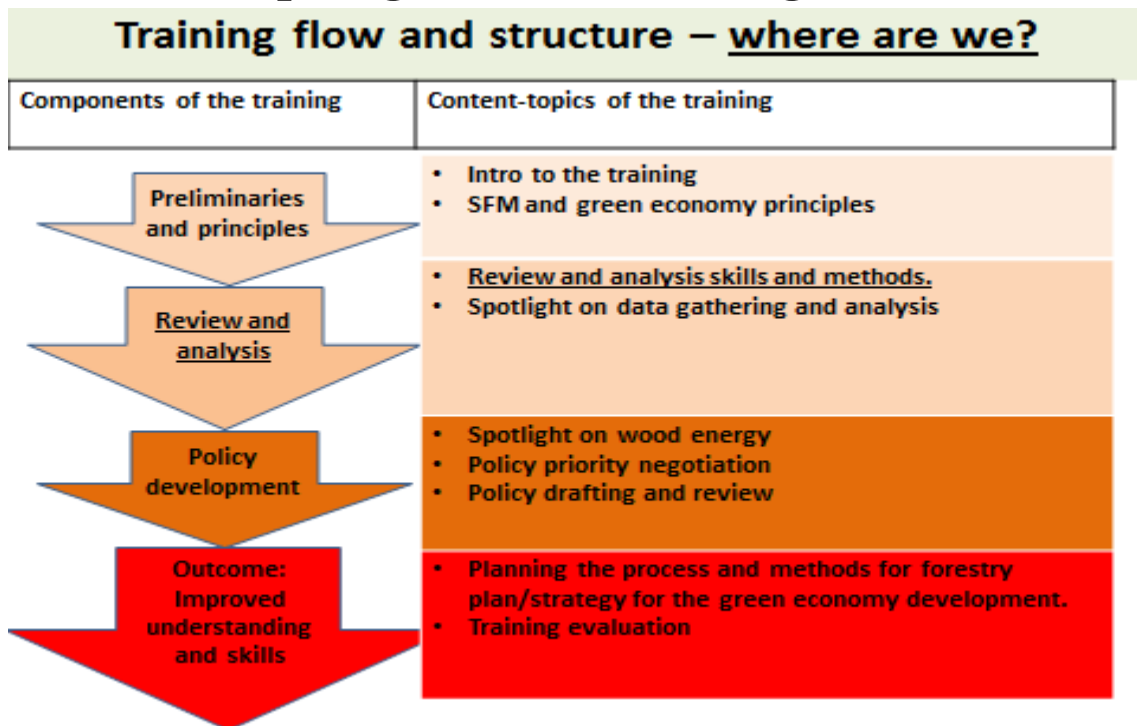 Training flow and structure – where are we?
Components of the training
Content-topics of the training
Preliminaries
and principles
• Intro to the training
• SFM and green economy principles
Review and
analysis
• Review and analysis skills and methods.
• Spotlight on data gathering and analysis
Policy
development
• Spotlight on wood energy
• Policy priority negotiation
• Policy drafting and review
Outcome:
Improved
understanding
and skills
• Planning the process and methods for forestry
plan/strategy for the green economy development.
• Training evaluation